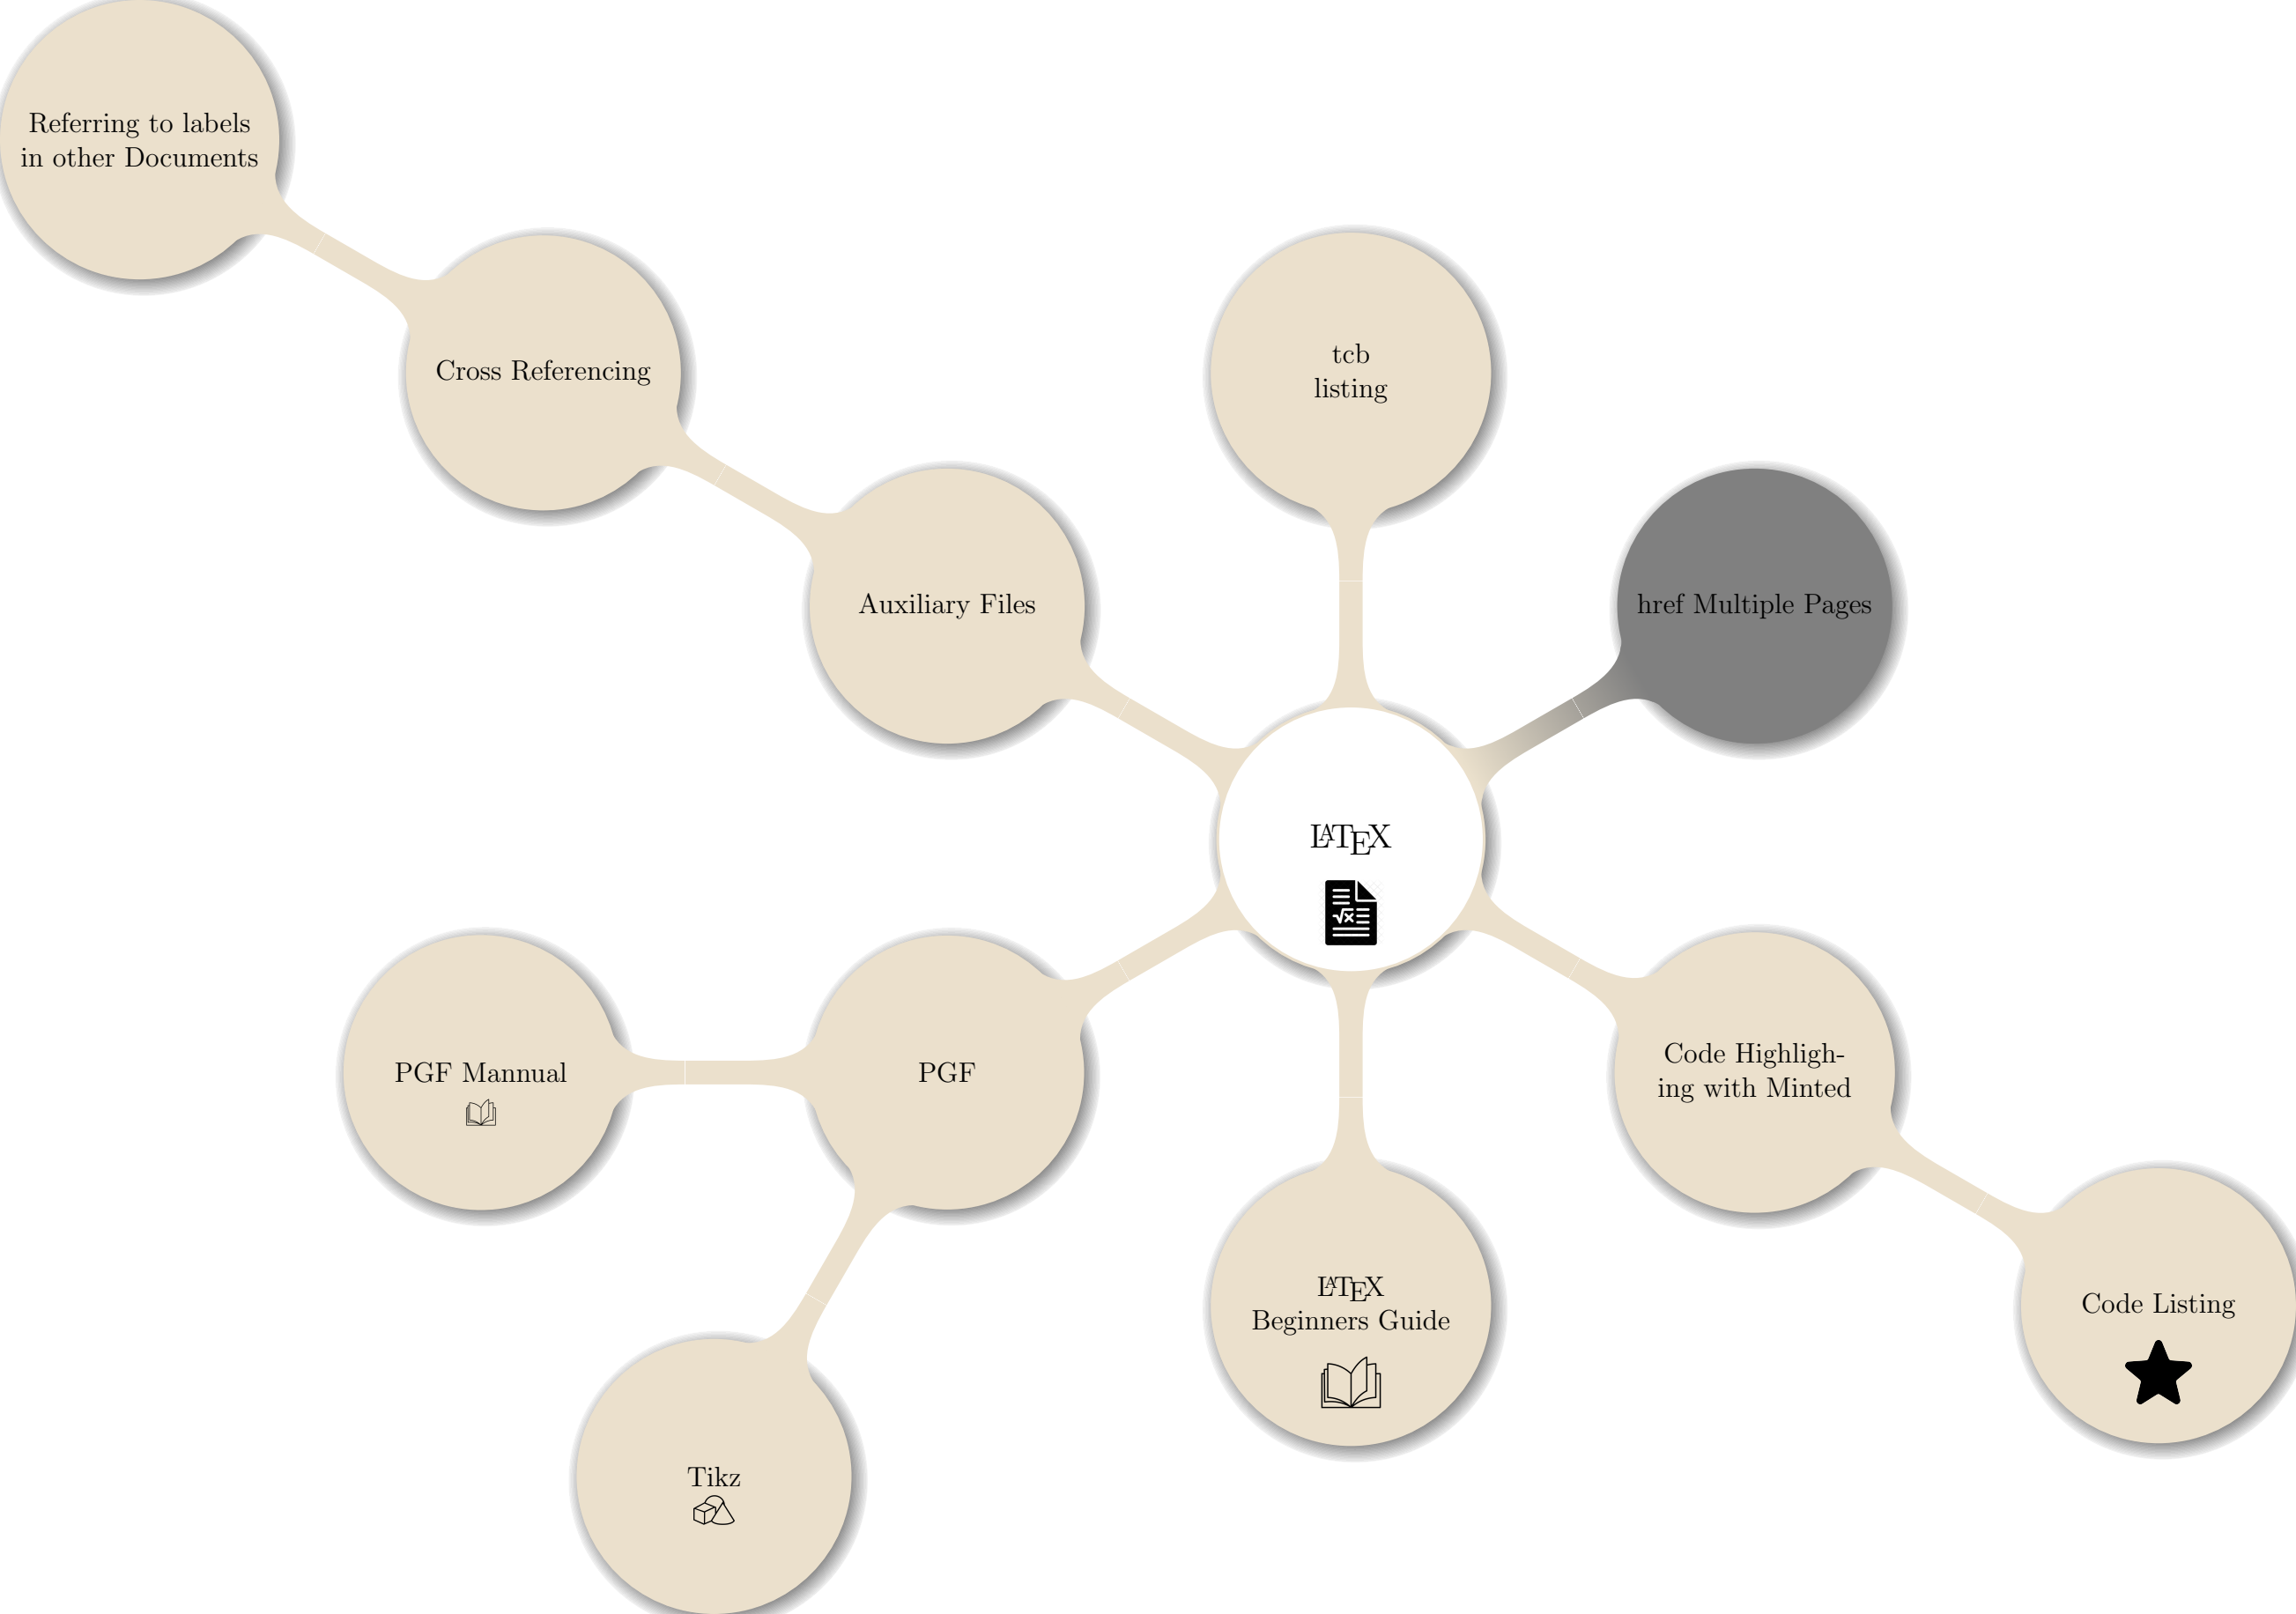 Referring to labels
in other Documents
Cross Referencing
tcb
listing
Auxiliary Files
href Multiple Pages
LATEX
√x
PGF Mannual
PGF
Code Highligh-
ing with Minted
LATEX
Beginners Guide
Code Listing
Tikz